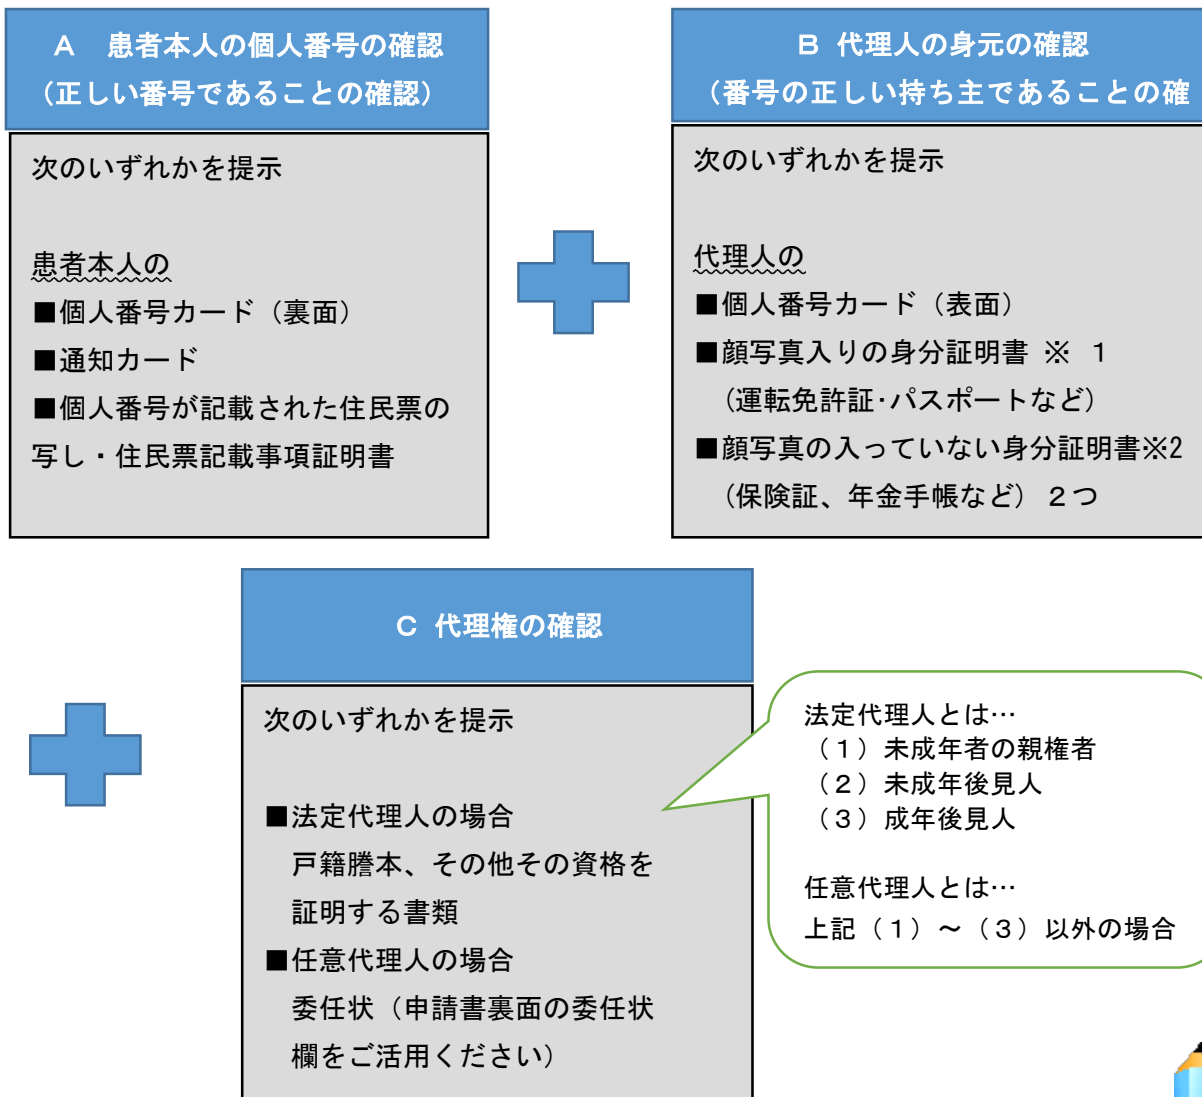 A 患者本人の個人番号の確認
（正しい番号であることの確認）
次のいずれかを提示
患者本人の
■個人番号カード（裏面）
■通知カード
■個人番号が記載された住民票の
写し・住民票記載事項証明書
B 代理人の身元の確認
（番号の正しい持ち主であることの確
次のいずれかを提示
代理人の
■個人番号カード（表面）
■顔写真入りの身分証明書 ※ 1
（運転免許証･パスポートなど）
■顔写真の入っていない身分証明書※2
（保険証、年金手帳など）２つ
C 代理権の確認
次のいずれかを提示
■法定代理人の場合
戸籍謄本、その他その資格を
証明する書類
■任意代理人の場合
委任状（申請書裏面の委任状
欄をご活用ください）
法定代理人とは…
（１）未成年者の親権者
（２）未成年後見人
（３）成年後見人
任意代理人とは…
上記（１）～（３）以外の場合